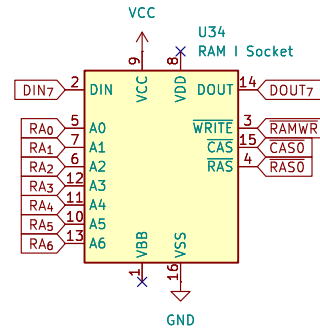 VCC
U34
RAM I Socket
9 8
DIN7 2 DIN VCC VDD DOUT 14 DOUT7
RA0 5 A0 WRITE 3 RAMWR
RA1 7 A1 CAS 15 CAS0
RA2 6 A2 RAS 4 RAS0
RA3 12 A3
RA4 11 A4
RA5 10 A5
RA6 13 A6
VBB VSS
1 16
GND